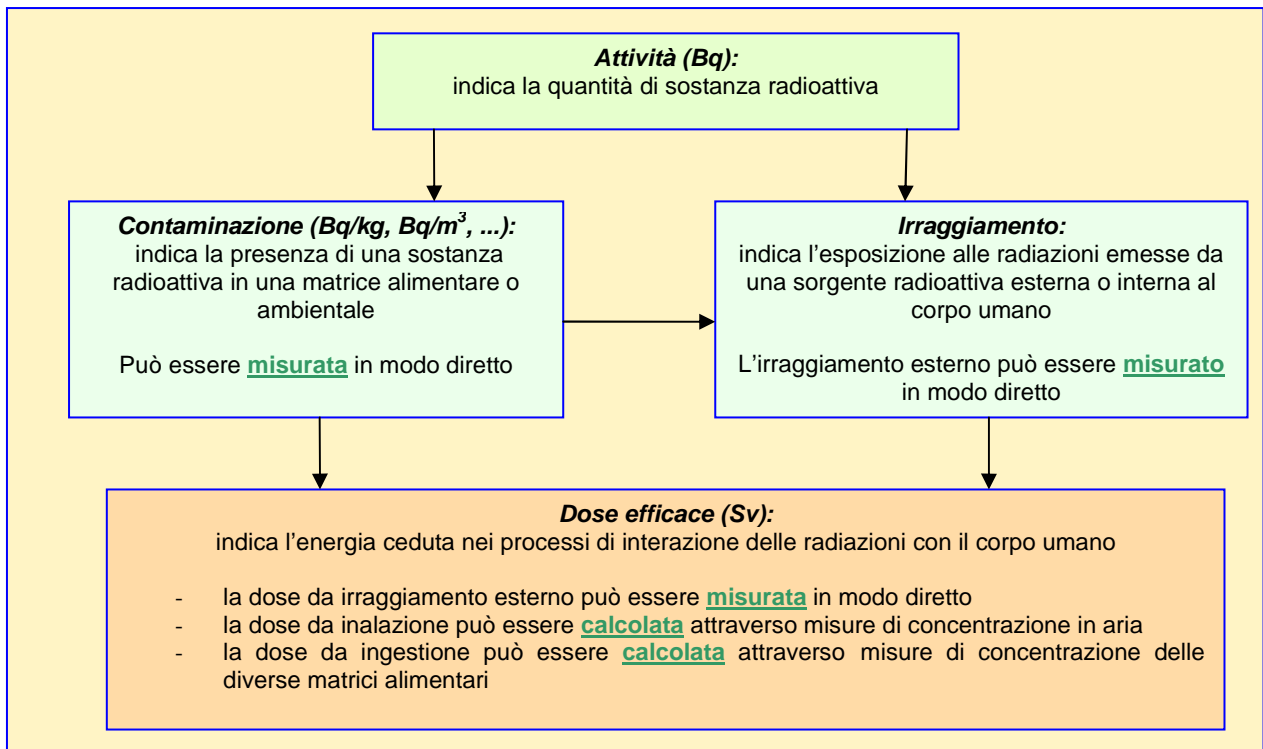 Attività (Bq):
indica la quantità di sostanza radioattiva
Contaminazione (Bq/kg, Bq/m³, ...):
indica la presenza di una sostanza
radioattiva in una matrice alimentare o
ambientale
Può essere misurata in modo diretto
Irraggiamento:
indica l’esposizione alle radiazioni emesse da
una sorgente radioattiva esterna o interna al
corpo umano
L’irraggiamento esterno può essere misurato
in modo diretto
Dose efficace (Sv):
indica l’energia ceduta nei processi di interazione delle radiazioni con il corpo umano
- la dose da irraggiamento esterno può essere misurata in modo diretto
- la dose da inalazione può essere calcolata attraverso misure di concentrazione in aria
- la dose da ingestione può essere calcolata attraverso misure di concentrazione delle
diverse matrici alimentari